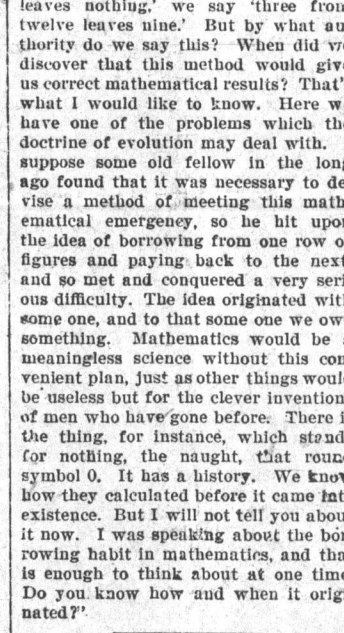 leaves nothing,' we say 'three from
twelve leaves nine.' But by what au-
thority do we say this? When did we
discover that this method would give
us correct mathematical results? That's
what I would like to know. Here we
have one of the problems which the
doctrine of evolution may deal with. I
suppose some old fellow in the long
ago found that it was necessary to de-
vise a method of meeting this math-
ematical emergency, so he hit upon
the idea of borrowing from one row of
figures and paying back to the next,
and so met and conquered a very seri-
ous difficulty. The idea originated with
some one, and to that some one we owe
something. Mathematics would be a
meaningless science without this con-
venient plan, just as other things would
be useless but for the clever inventions
of men who have gone before. There is
the thing, for instance, which stands
for nothing, the naught, that round
symbol 0. It has a history. We know
how they calculated before it came into
existence. But I will not tell you about
it now. I was speaking about the bor-
rowing habit in mathematics, and that
is enough to think about at one time.
Do you know how and when it origi-
nated?"